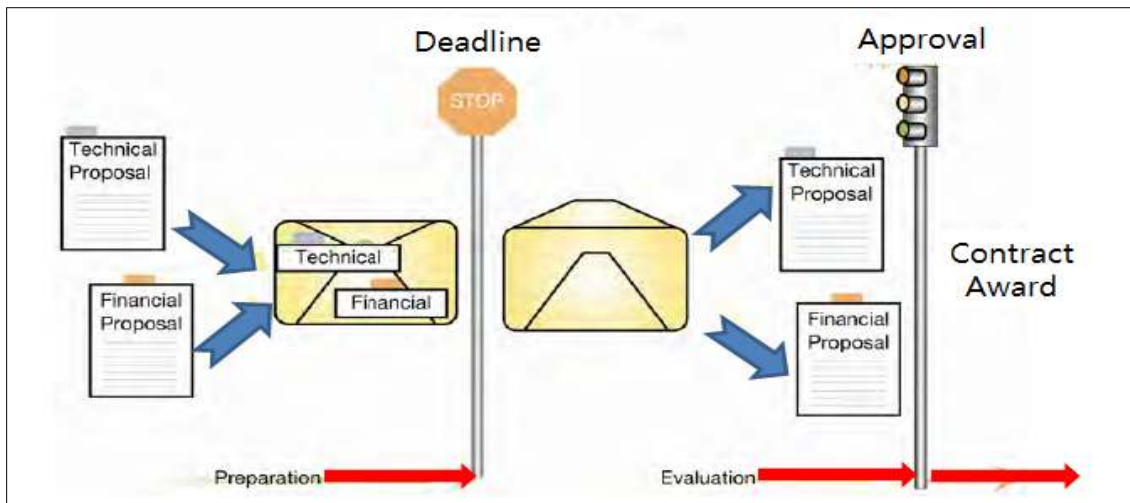 Deadline
Approval
STOP
Technical
Proposal
Financial
Proposal
Technical
Financial
Technical
Proposal
Financial
Proposal
Contract
Award
Preparation
Evaluation